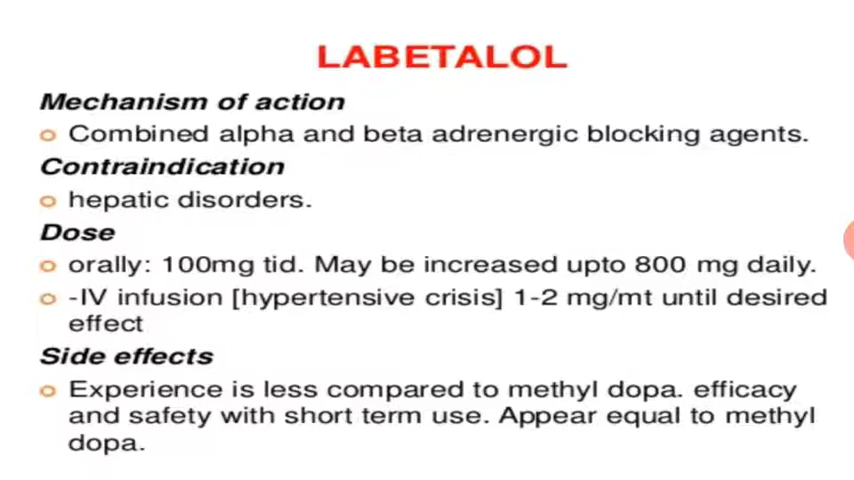 LABETALOL
Mechanism of action
Combined alpha and beta adrenergic blocking agents.
Contraindication
hepatic disorders.
Dose
orally: 100mg tid. May be increased upto 800 mg daily.
-IV infusion [hypertensive crisis] 1-2 mg/mt until desired
effect
Side effects
Experience is less compared to methyl dopa. efficacy
and safety with short term use. Appear equal to methyl
dopa.